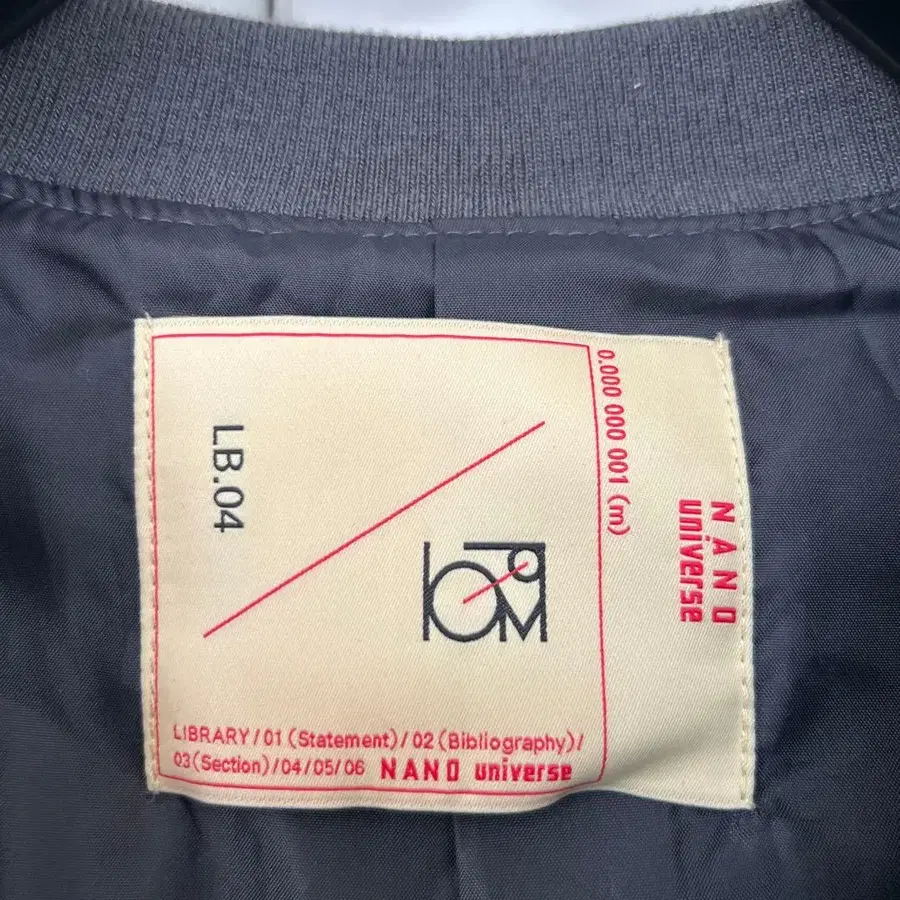 LB.04
0.000 000 001 (m)
NANO
universe
LIBRARY/01 (Statement)/02 (Bibliography)/
03(Section)/04/05/06 NANO universe